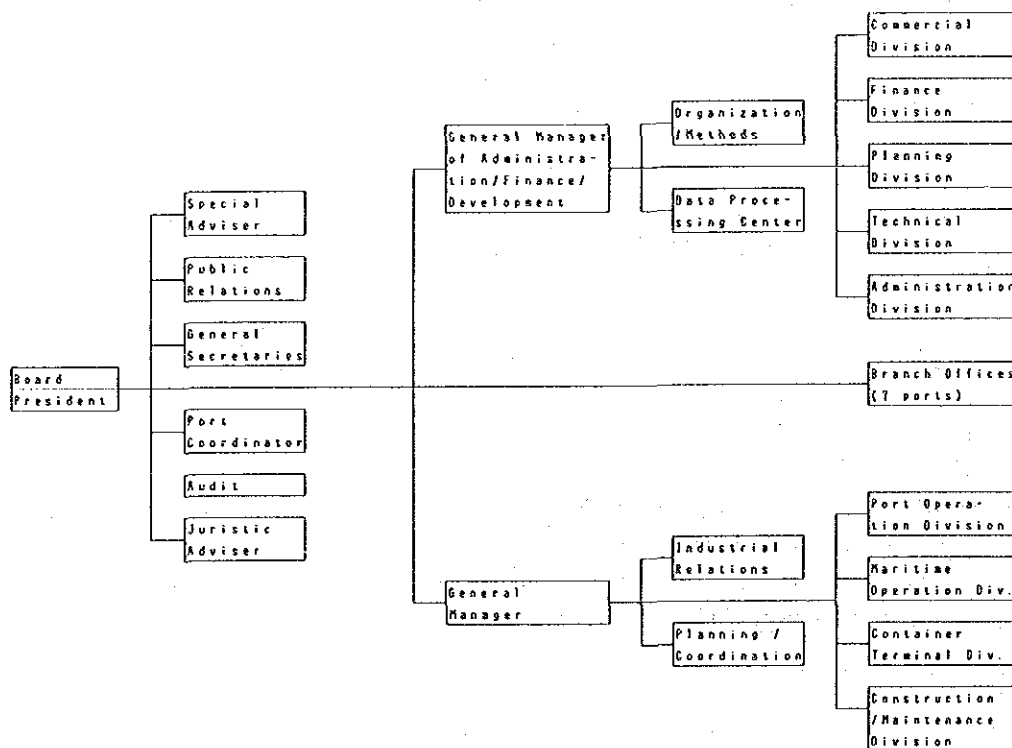 Commercial
Division
Finance
Division
Organization
/Methods
General Manager
of Administra-
tion/Finance/
Development
Planning
Division
Data Proce-
ssing Center
Special
Adviser
Technical
Division
Public
Relations
Administration
Division
General
Secretaries
Board
President
Branch Offices
(7 ports)
Port
Coordinator
Audit
Juristic
Adviser
Port Opera-
tion Division
Industrial
Relations
Maritime
Operation Div.
General
Manager
Planning /
Coordination
Container
Terminal Div.
Construction
/Maintenance
Division